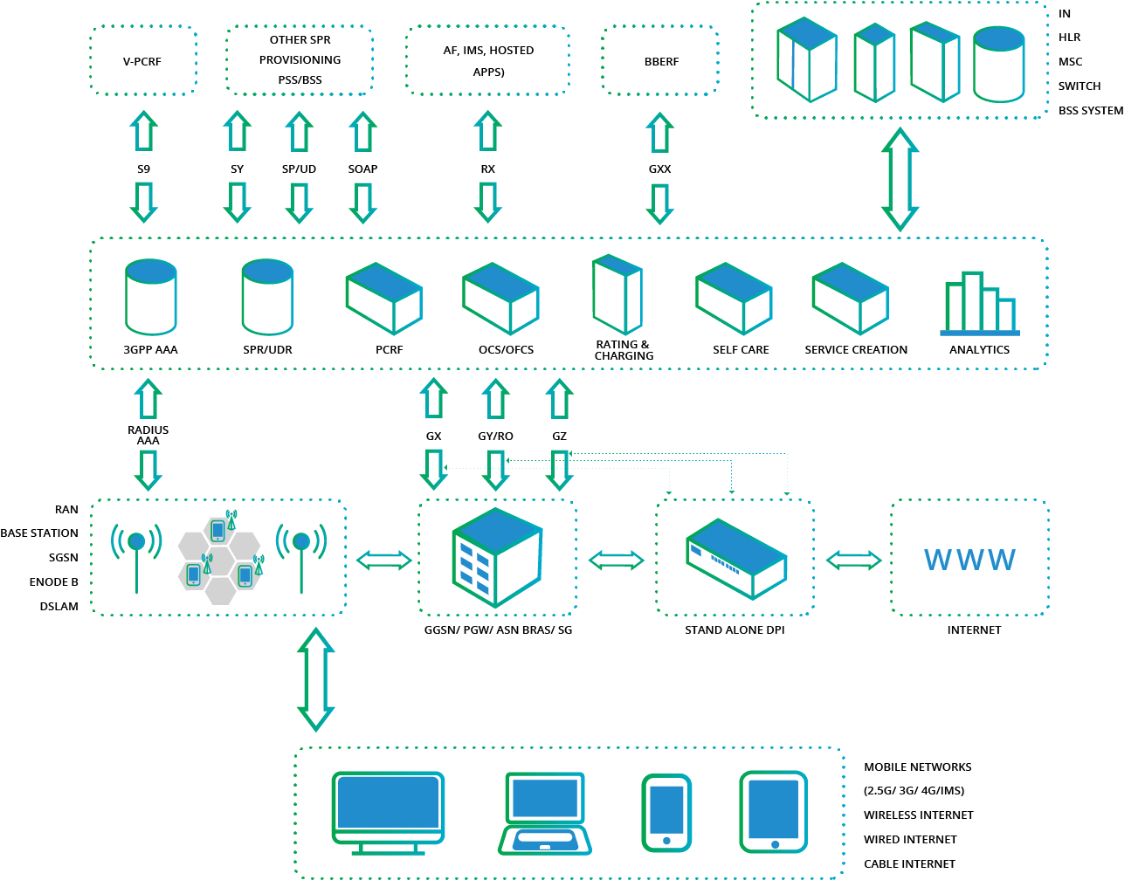 V-PCRF
OTHER SPR
PROVISIONING
PSS/BSS
AF, IMS, HOSTED
APPS)
BBERF
IN
HLR
MSC
SWITCH
BSS SYSTEM
S9
SY
SP/UD
SOAP
RX
GXX
3GPP AAA
SPR/UDR
PCRF
OCS/OFCS
RATING &
CHARGING
SELF CARE
SERVICE CREATION
ANALYTICS
RADIUS
AAA
GX
GY/RO
GZ
RAN
BASE STATION
SGSN
ENODE B
DSLAM
GGSN/ PGW/ ASN BRAS/ SG
STAND ALONE DPI
WWW
INTERNET
MOBILE NETWORKS
(2.5G/ 3G/ 4G/IMS)
WIRELESS INTERNET
WIRED INTERNET
CABLE INTERNET